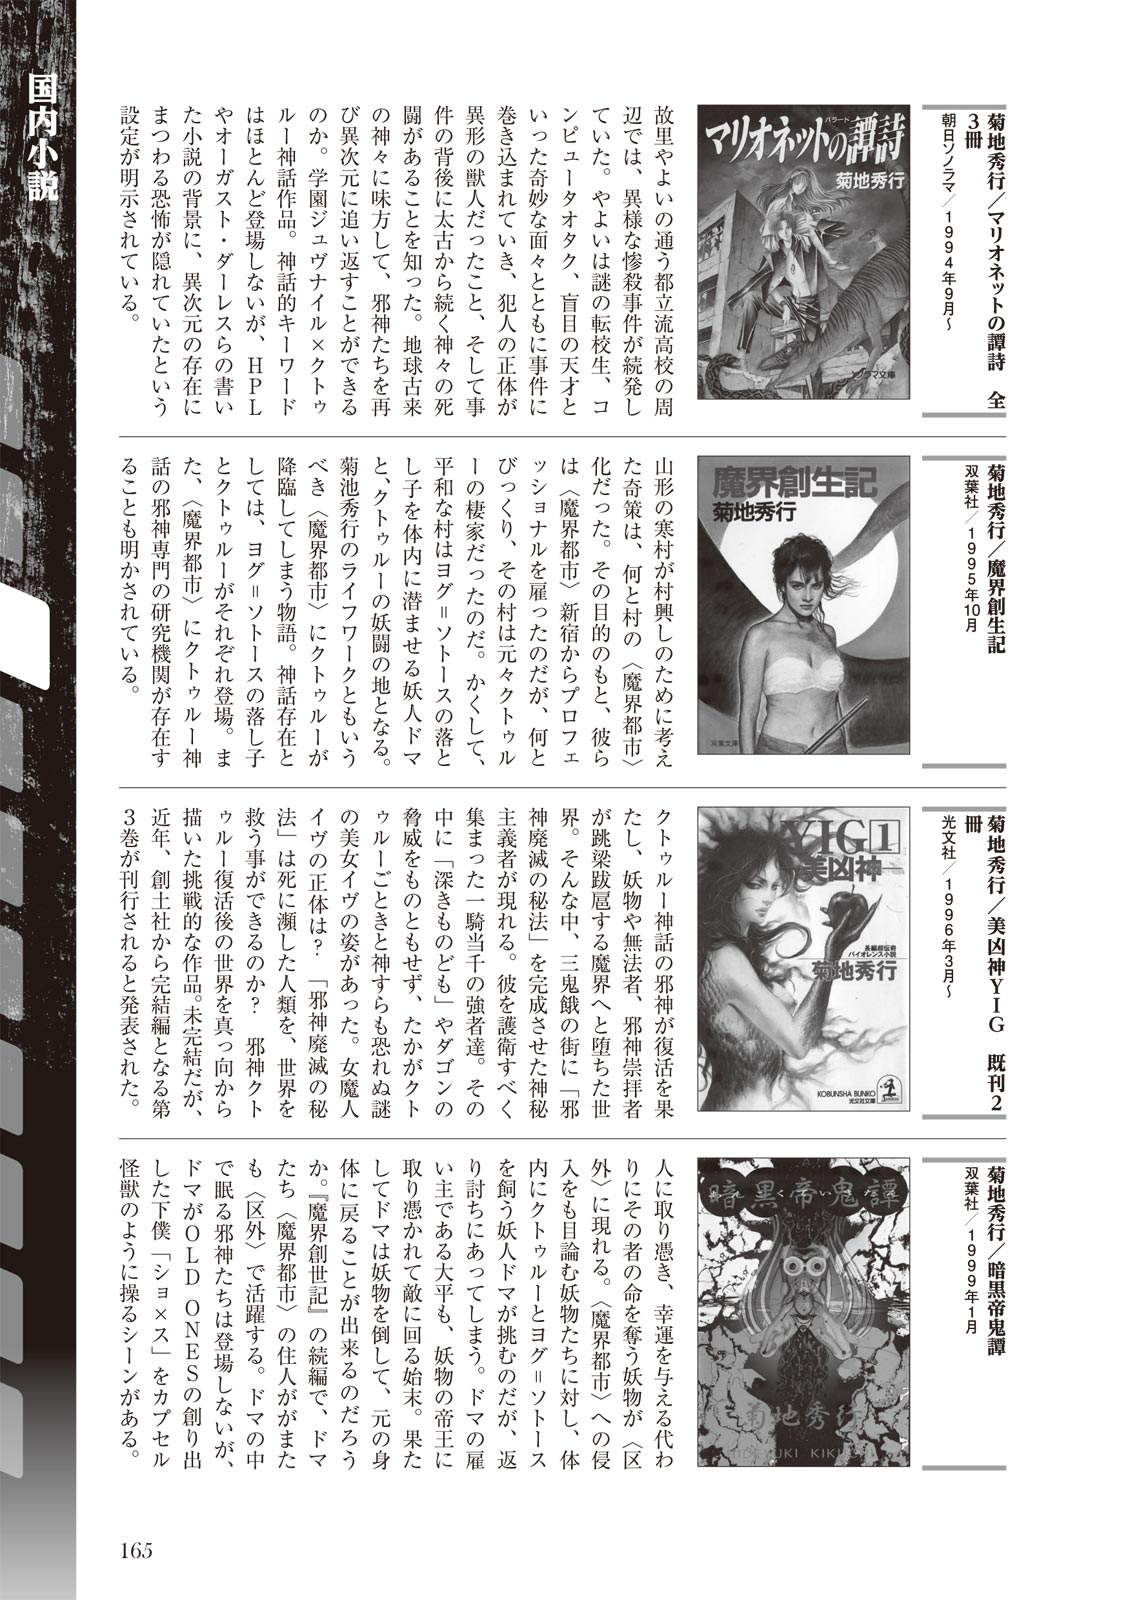 国内小説
菊地秀行／マリオネットの譚詩　全
3冊
朝日ソノラマ／1994年9月～
マリオネットの譚詩
バラード
菊地秀行
ソノラマ文庫
故里やよいの通う都立流高校の周
辺では、異様な惨殺事件が続発し
ていた。やよいは謎の転校生、コ
ンピュータオタク、盲目の天才と
いった奇妙な面々とともに事件に
巻き込まれていき、犯人の正体が
異形の獣人だったこと、そして事
件の背後に太古から続く神々の死
闘があることを知った。地球古来
の神々に味方して、邪神たちを再
び異次元に追い返すことができる
のか。学園ジュヴナイル×クトゥ
ルー神話作品。神話的キーワード
はほとんど登場しないが、HPL
やオーガスト・ダーレスらの書い
た小説の背景に、異次元の存在に
まつわる恐怖が隠れていたという
設定が明示されている。
菊地秀行／魔界創生記
双葉社／1995年10月
魔界創生記
菊地秀行
双葉文庫
山形の寒村が村興しのために考え
た奇策は、何と村の〈魔界都市〉
化だった。その目的のもと、彼ら
は〈魔界都市〉新宿からプロフェ
ッショナルを雇ったのだが、何と
びっくり、その村は元々クトゥル
ーの棲家だったのだ。かくして、
平和な村はヨグ＝ソトースの落と
し子を体内に潜ませる妖人ドマ
と、クトゥルーの妖闘の地となる。
菊池秀行のライフワークともいう
べき〈魔界都市〉にクトゥルーが
降臨してしまう物語。神話存在と
しては、ヨグ＝ソトースの落し子
とクトゥルーがそれぞれ登場。ま
た、〈魔界都市〉にクトゥルー神
話の邪神専門の研究機関が存在す
ることも明かされている。
菊地秀行／美凶神YIG　既刊2
冊
光文社／1996年3月～
YIG 1
美凶神
長編超伝奇
バイオレンス小説
菊地秀行
KOBUNSHA BUNKO
光文社文庫
クトゥルー神話の邪神が復活を果
たし、妖物や無法者、邪神崇拝者
が跳梁跋扈する魔界へと堕ちた世
界。そんな中、三鬼餓の街に「邪
神廃滅の秘法」を完成させた神秘
主義者が現れる。彼を護衛すべく
集まった一騎当千の強者達。その
中に「深きものども」やダゴンの
脅威をものともせず、たかがクト
ゥルーごときと神すらも恐れぬ謎
の美女イヴの姿があった。女魔人
イヴの正体は？　「邪神廃滅の秘
法」は死に瀕した人類を、世界を
救う事ができるのか？　邪神クト
ゥルー復活後の世界を真っ向から
描いた挑戦的な作品。未完結だが、
近年、創土社から完結編となる第
3巻が刊行されると発表された。
菊地秀行／暗黒帝鬼譚
双葉社／1999年1月
暗黒帝鬼譚
菊地秀行
人に取り憑き、幸運を与える代わ
りにその者の命を奪う妖物が〈区
外〉に現れる。〈魔界都市〉への侵
入をも目論む妖物たちに対し、体
内にクトゥルーとヨグ＝ソトース
を飼う妖人ドマが挑むのだが、返
り討ちにあってしまう。ドマの雇
い主である大平も、妖物の帝王に
取り憑かれて敵に回る始末。果た
してドマは妖物を倒して、元の身
体に戻ることが出来るのだろう
か。『魔界創世記』の続編で、ドマ
たち〈魔界都市〉の住人ががまた
も〈区外〉で活躍する。ドマの中
で眠る邪神たちは登場しないが、
ドマがOLD ONESの創り出
した下僕「ショ×ス」をカプセル
怪獣のように操るシーンがある。
165